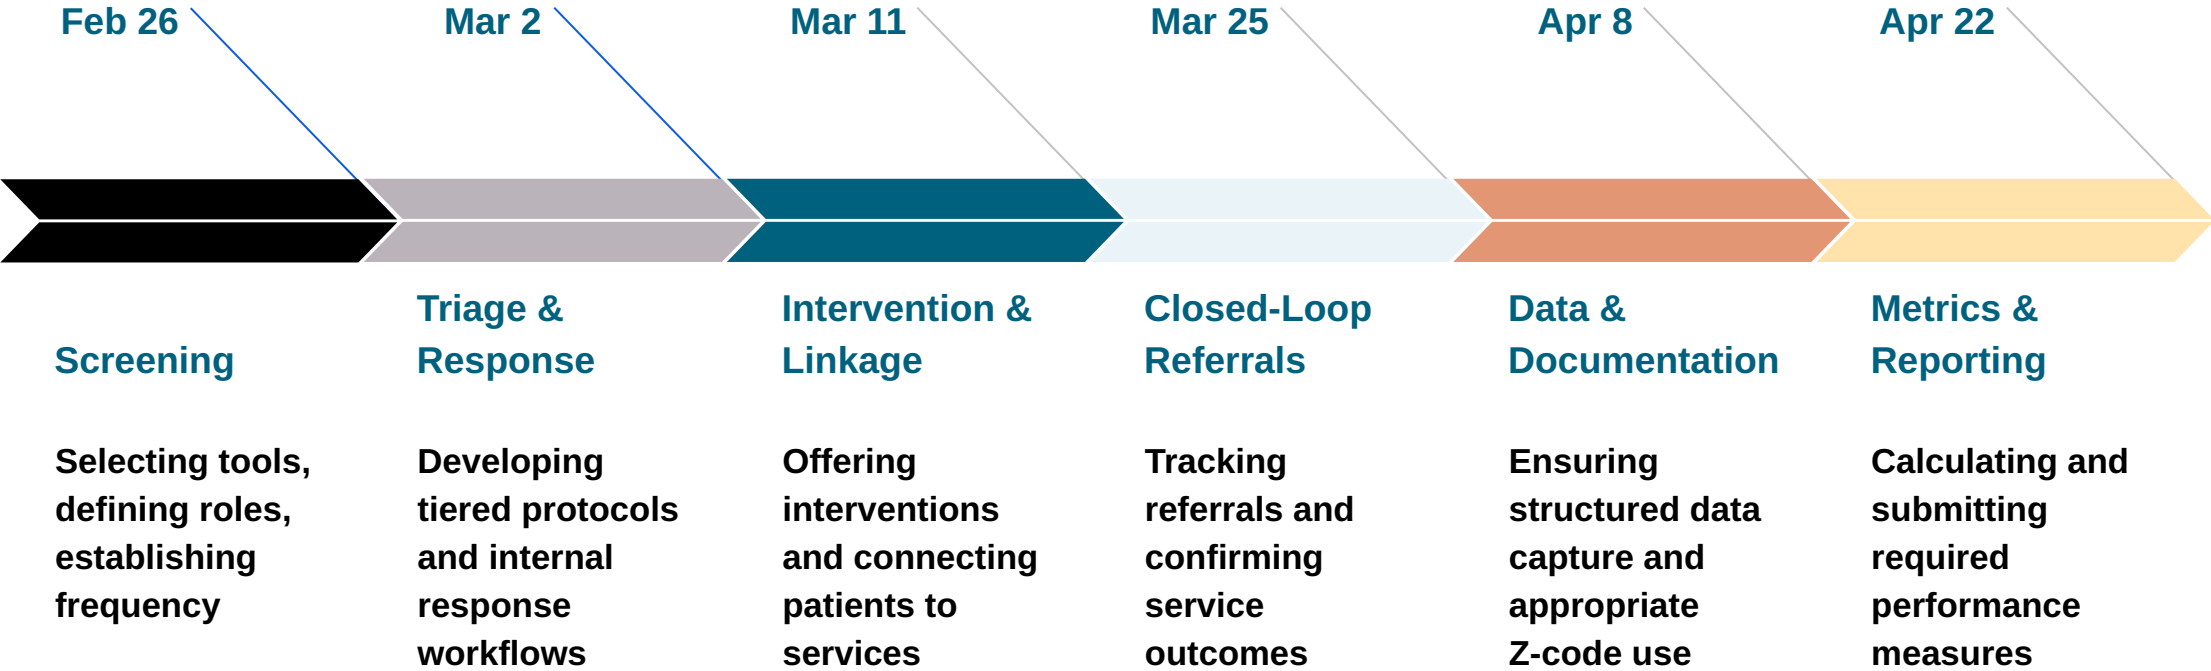 Feb 26
Mar 2
Mar 11
Mar 25
Apr 8
Apr 22
Screening
Triage &
Response
Intervention &
Linkage
Closed-Loop
Referrals
Data &
Documentation
Metrics &
Reporting
Selecting tools,
defining roles,
establishing
frequency
Developing
tiered protocols
and internal
response
workflows
Offering
interventions
and connecting
patients to
services
Tracking
referrals and
confirming
service
outcomes
Ensuring
structured data
capture and
appropriate
Z-code use
Calculating and
submitting
required
performance
measures